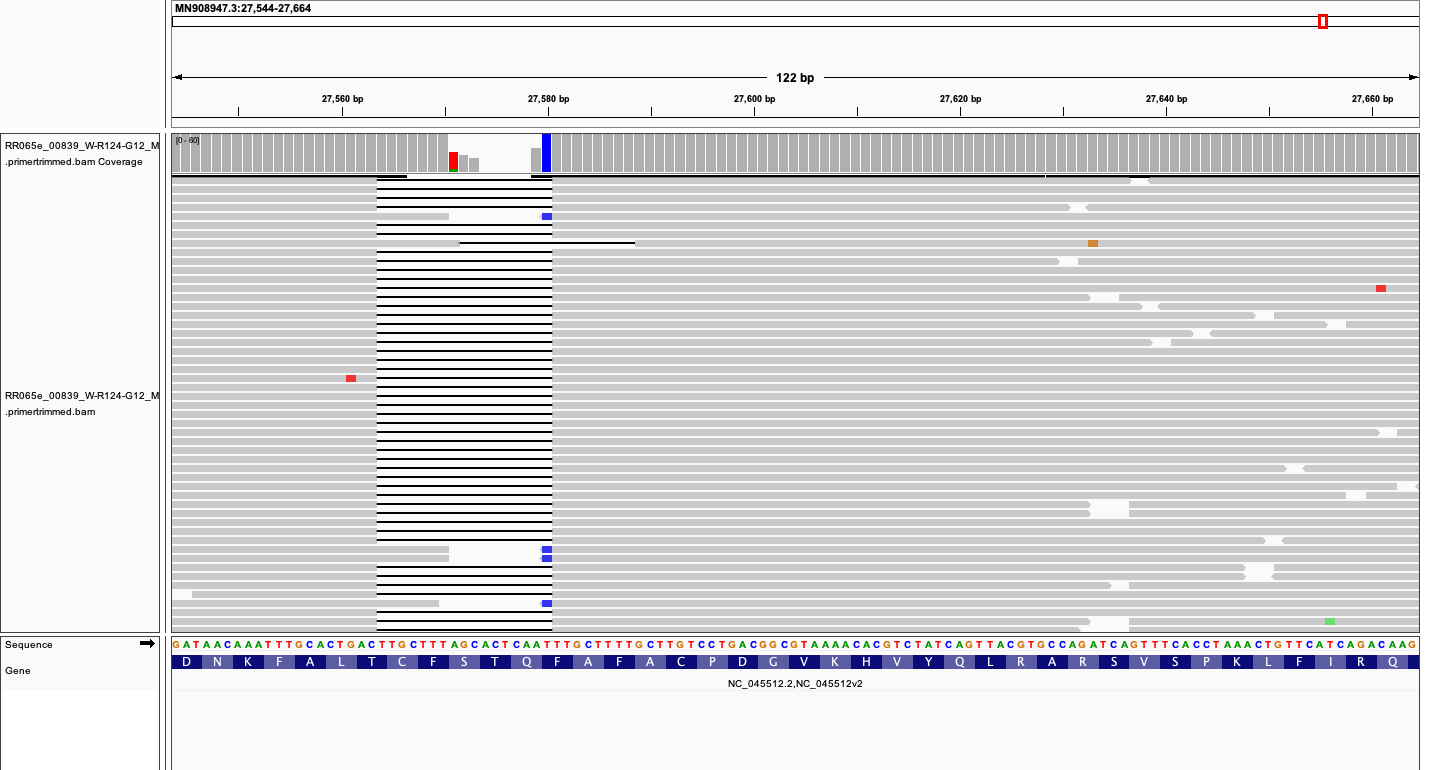 MN908947.3:27,544-27,664
122 bp
27,560 bp 27,580 bp 27,600 bp 27,620 bp 27,640 bp 27,660 bp
RR065e_00839_W-R124-G12_M
.primertrimmed.bam Coverage
[0 - 60]
RR065e_00839_W-R124-G12_M
.primertrimmed.bam
Sequence
GATAACAAATTTGCACTGACTTGCTTTAGCACTCAATTTGCTTTTGCTTGTCCTGACGGCGTAAAACACGTCTATCAGTTACGTGCCAGATCAGTTTCACCTAAACTGTTCATCAGACAAG
Gene
D N K F A L T C F S T Q F A F A C P D G V K H V Y Q L R A R S V S P K L F I R Q
NC_045512.2,NC_045512v2